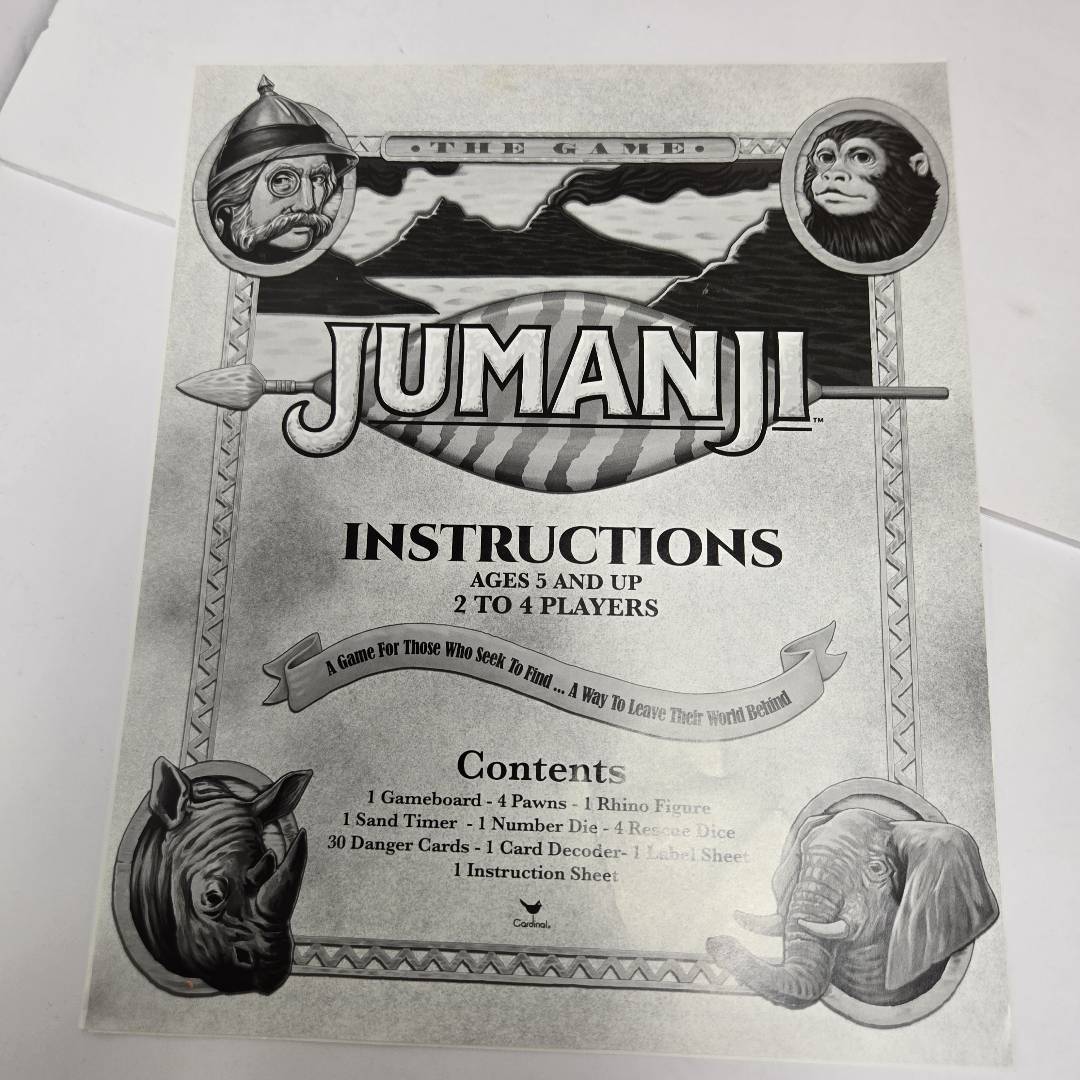 • THE GAME •
JUMANJI™
INSTRUCTIONS
AGES 5 AND UP
2 TO 4 PLAYERS
A Game For Those Who Seek To Find ... A Way To Leave Their World Behind
Contents
1 Gameboard - 4 Pawns - 1 Rhino Figure
1 Sand Timer - 1 Number Die - 4 Rescue Dice
30 Danger Cards - 1 Card Decoder- 1 Label Sheet
1 Instruction Sheet
Cardinal®